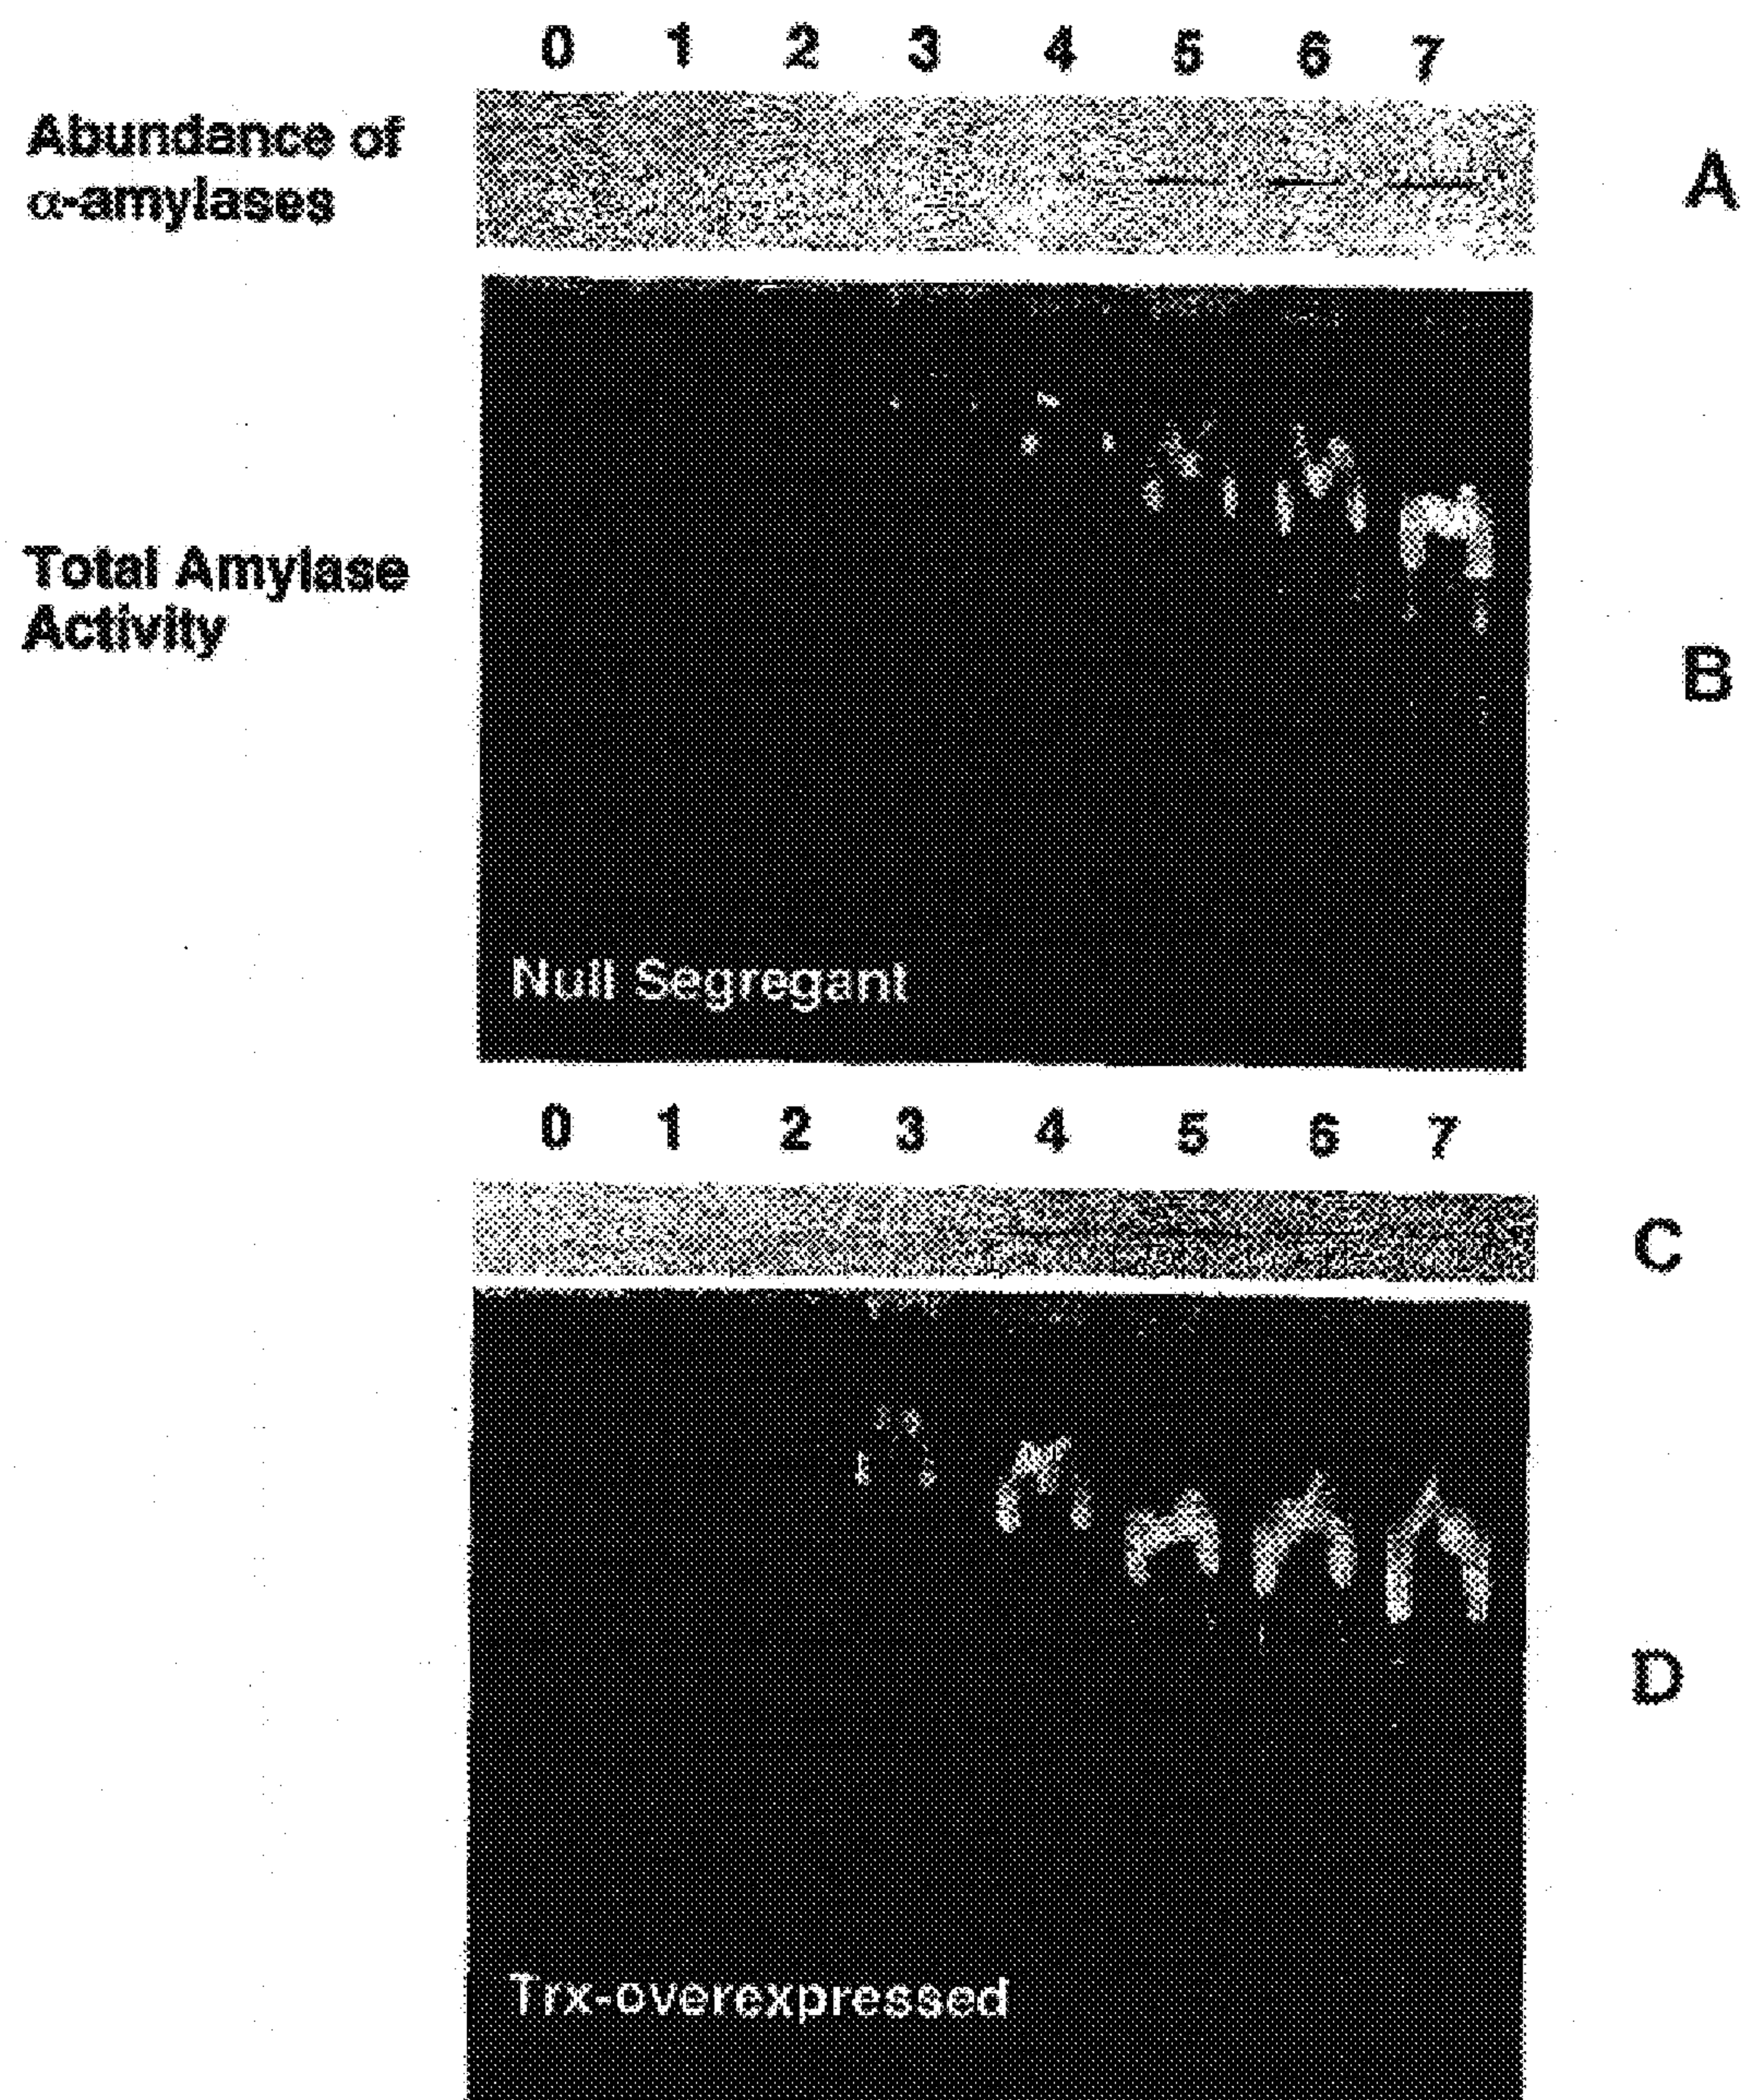 0 1 2 3 4 5 6 7
Abundance of
α-amylases
A
Total Amylase
Activity
B
Null Segregant
0 1 2 3 4 5 6 7
C
D
Trx-overexpressed